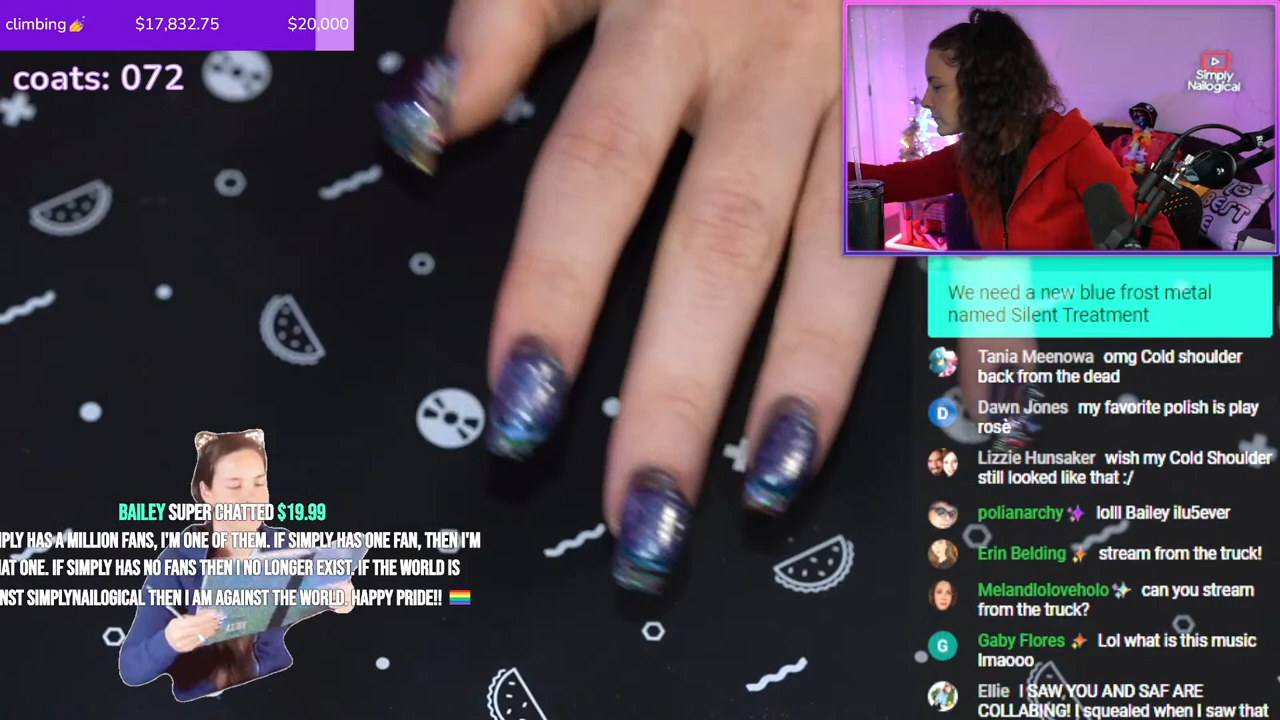 climbing💅 $17,832.75 $20,000
coats: 072
Simply
Nailogical
We need a new blue frost metal
named Silent Treatment
Tania Meenowa omg Cold shoulder
back from the dead
Dawn Jones my favorite polish is play
rosè
Lizzie Hunsaker wish my Cold Shoulder
still looked like that :/
polianarchy lolll Bailey ilu5ever
Erin Belding stream from the truck!
Melandloloveholo can you stream
from the truck?
Gaby Flores Lol what is this music
lmaooo
Ellie I SAW YOU AND SAF ARE
COLLABING! I squealed when I saw that
BAILEY SUPER CHATTED $19.99
HAS A MILLION FANS, I'M ONE OF THEM. IF SIMPLY HAS ONE FAN, THEN I'M
ONE. IF SIMPLY HAS NO FANS THEN I NO LONGER EXIST. IF THE WORLD IS
SIMPLYNAILOGICAL THEN I AM AGAINST THE WORLD. HAPPY PRIDE!! 🏳️‍🌈